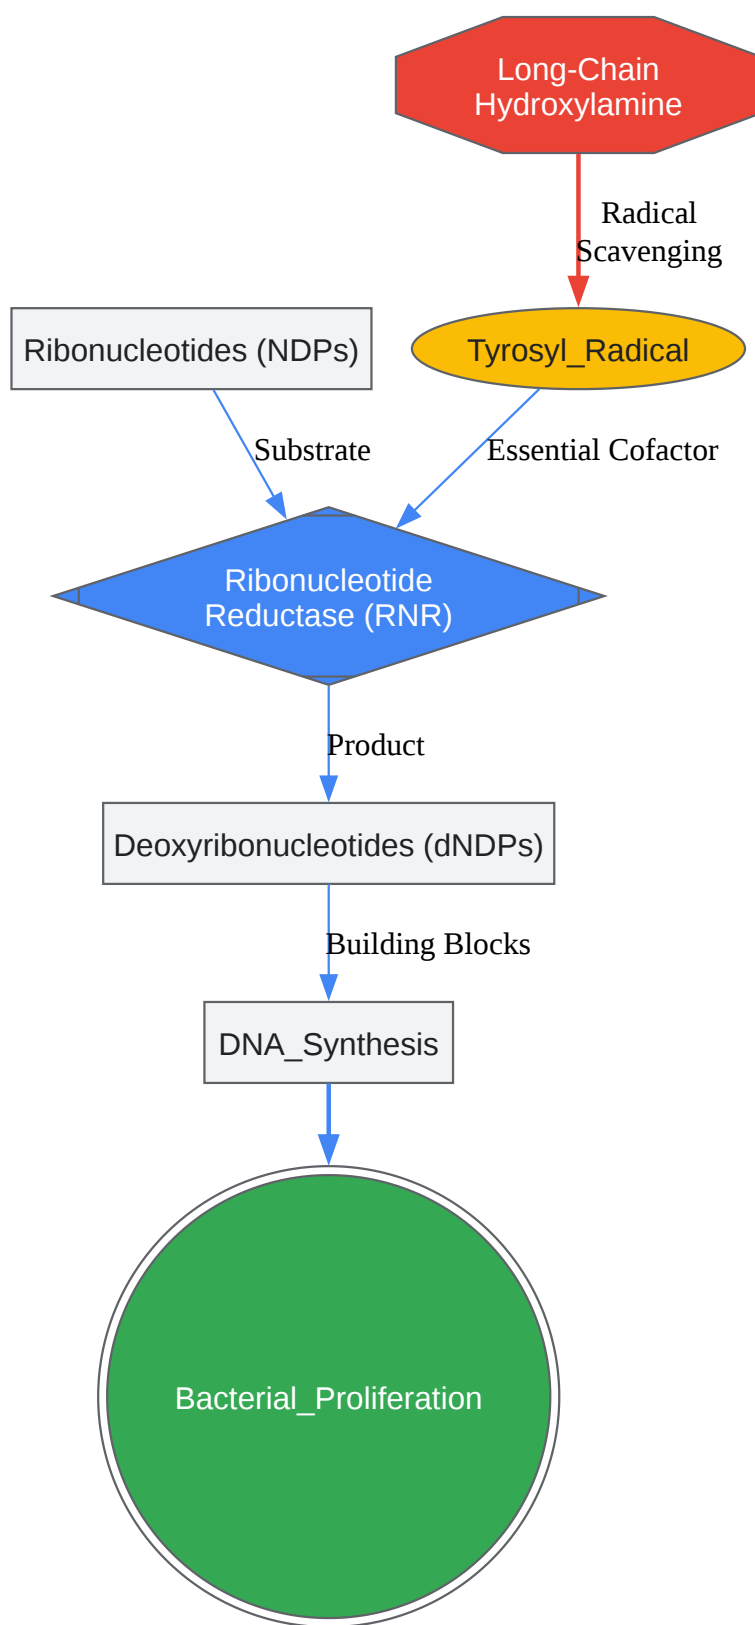 Long-Chain
Hydroxylamine
Radical
Scavenging
Ribonucleotides (NDPs)
Tyrosyl_Radical
Substrate
Essential Cofactor
Ribonucleotide
Reductase (RNR)
Product
Deoxyribonucleotides (dNDPs)
Building Blocks
DNA_Synthesis
Bacterial_Proliferation